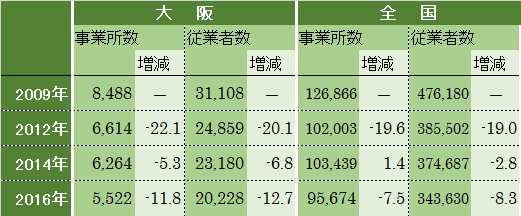 大 阪 全 国
事業所数 従業者数 事業所数 従業者数
増減 増減 増減 増減
2009年 8,488 — 31,108 — 126,866 — 476,180 —
2012年 6,614 -22.1 24,859 -20.1 102,003 -19.6 385,502 -19.0
2014年 6,264 -5.3 23,180 -6.8 103,439 1.4 374,687 -2.8
2016年 5,522 -11.8 20,228 -12.7 95,674 -7.5 343,630 -8.3